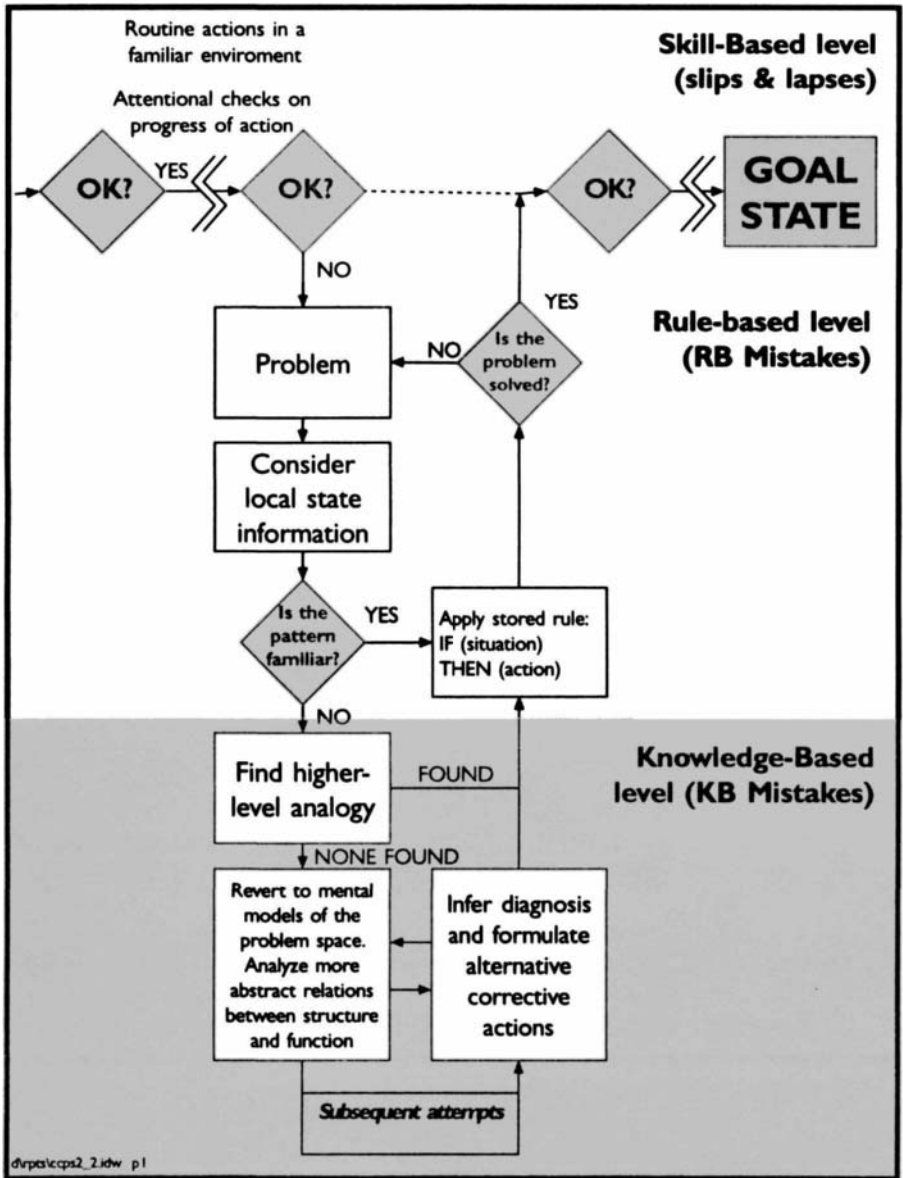 Routine actions in a
familiar enviroment
Skill-Based level
(slips & lapses)
Attentional checks on
progress of action
OK?
YES
OK?
OK?
GOAL
STATE
NO
YES
Rule-based level
(RB Mistakes)
Problem
NO
Is the
problem
solved?
Consider
local state
information
Is the
pattern
familiar?
YES
Apply stored rule:
IF (situation)
THEN (action)
NO
Knowledge-Based
level (KB Mistakes)
Find higher-
level analogy
FOUND
NONE FOUND
Revert to mental
models of the
problem space.
Analyze more
abstract relations
between structure
and function
Infer diagnosis
and formulate
alternative
corrective
actions
Subsequent attempts
d\rpts\ccps2_2.idw p1